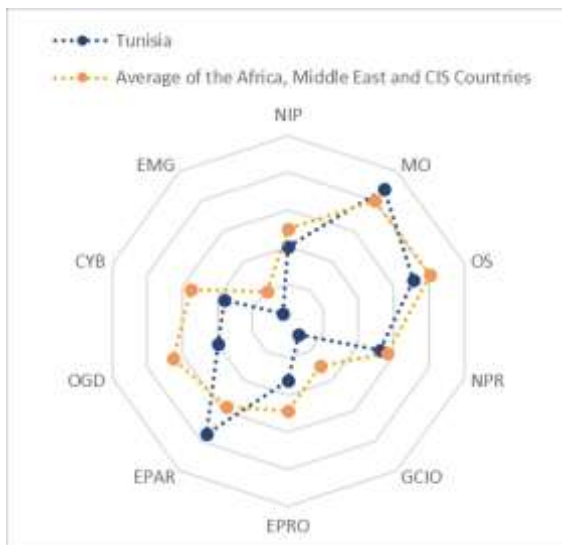 Tunisia
Average of the Africa, Middle East and CIS Countries
NIP
EMG
MO
CYB
OS
OGD
NPR
EPAR
GCIO
EPRO